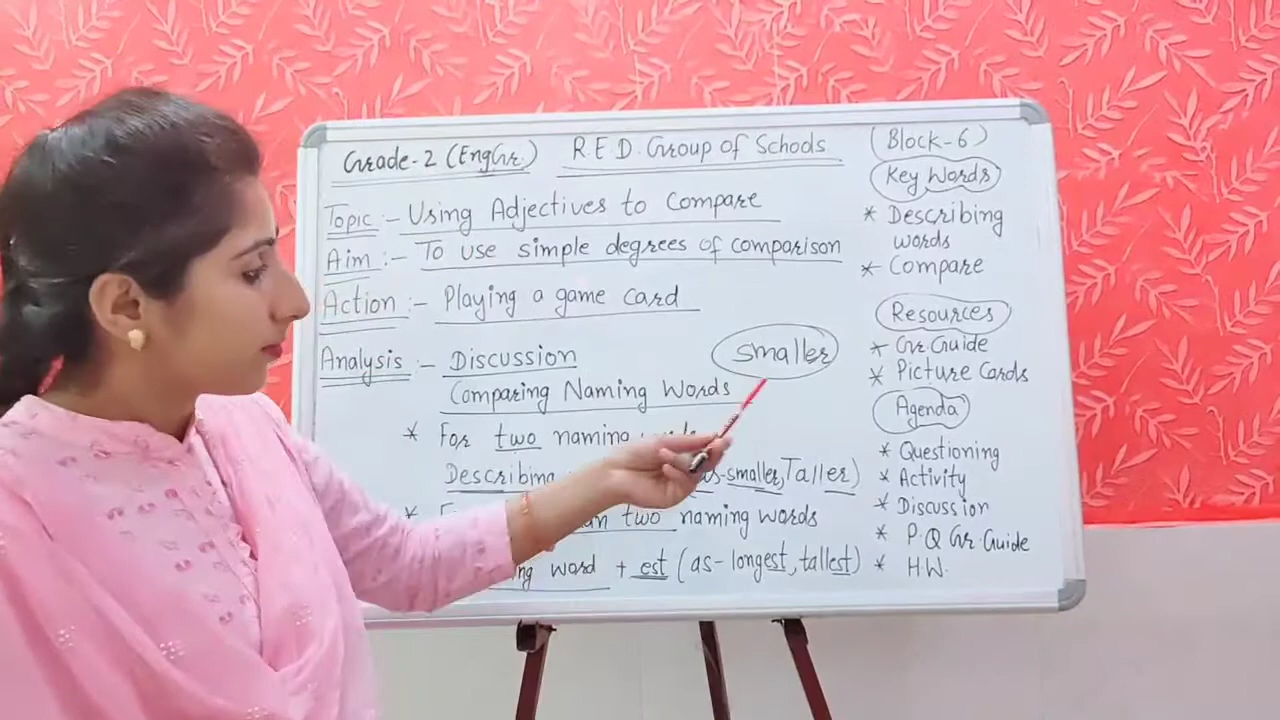 Grade-2 (EngGr.) R.E.D. Group of Schools (Block-6)
Topic :- Using Adjectives to Compare
Aim :- To use simple degrees of comparison
Action :- Playing a game card
Analysis :- Discussion
smaller
Comparing Naming Words
* For two naming
Describing as-smaller, Taller)
* two naming words
word + est (as-longest, tallest)
Key Words
* Describing
words
* Compare
Resources
* Gr Guide
* Picture Cards
Agenda
* Questioning
* Activity
* Discussion
* P.Q Gr. Guide
* H.W.